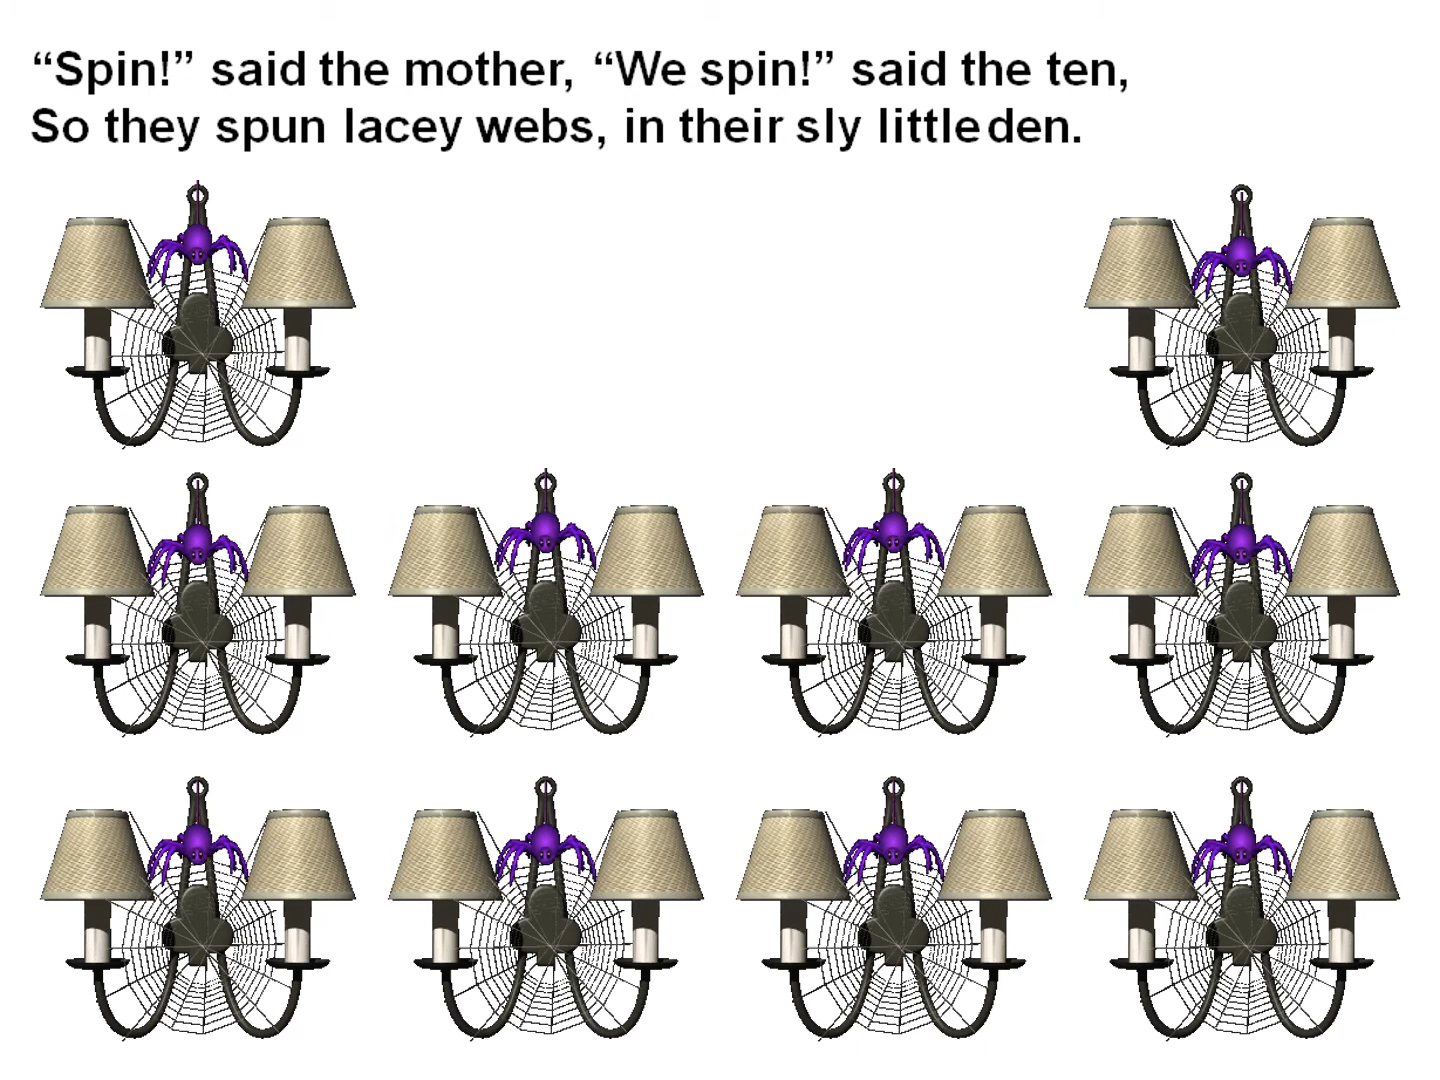 “Spin!” said the mother, “We spin!” said the ten,
So they spun lacey webs, in their sly little den.